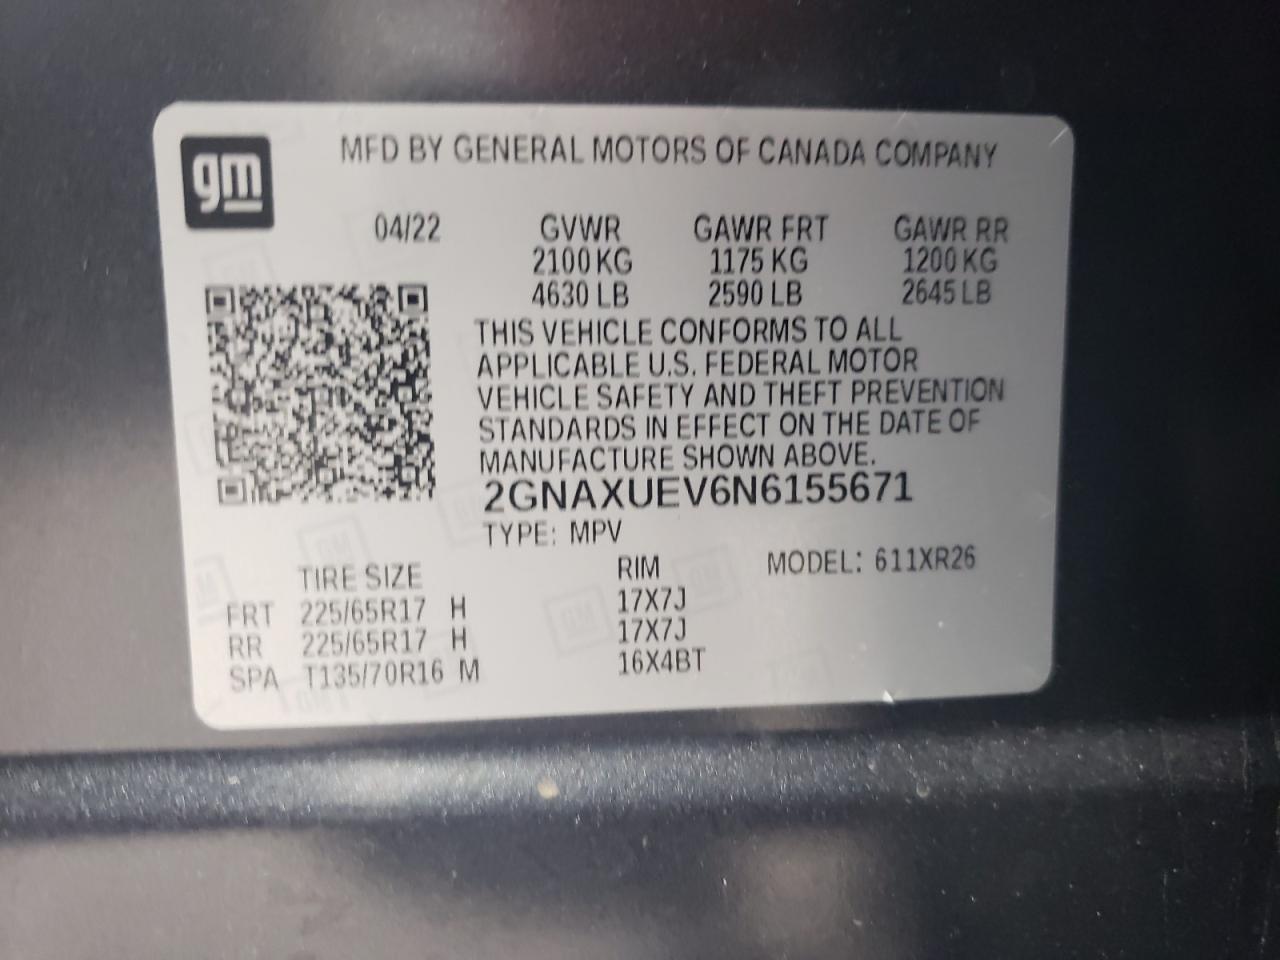 gm
MFD BY GENERAL MOTORS OF CANADA COMPANY
04/22 GVWR GAWR FRT GAWR RR
2100 KG 1175 KG 1200 KG
4630 LB 2590 LB 2645 LB
THIS VEHICLE CONFORMS TO ALL
APPLICABLE U.S. FEDERAL MOTOR
VEHICLE SAFETY AND THEFT PREVENTION
STANDARDS IN EFFECT ON THE DATE OF
MANUFACTURE SHOWN ABOVE.
2GNAXUEV6N6155671
TYPE: MPV
TIRE SIZE RIM MODEL: 611XR26
FRT 225/65R17 H 17X7J
RR 225/65R17 H 17X7J
SPA T135/70R16 M 16X4BT